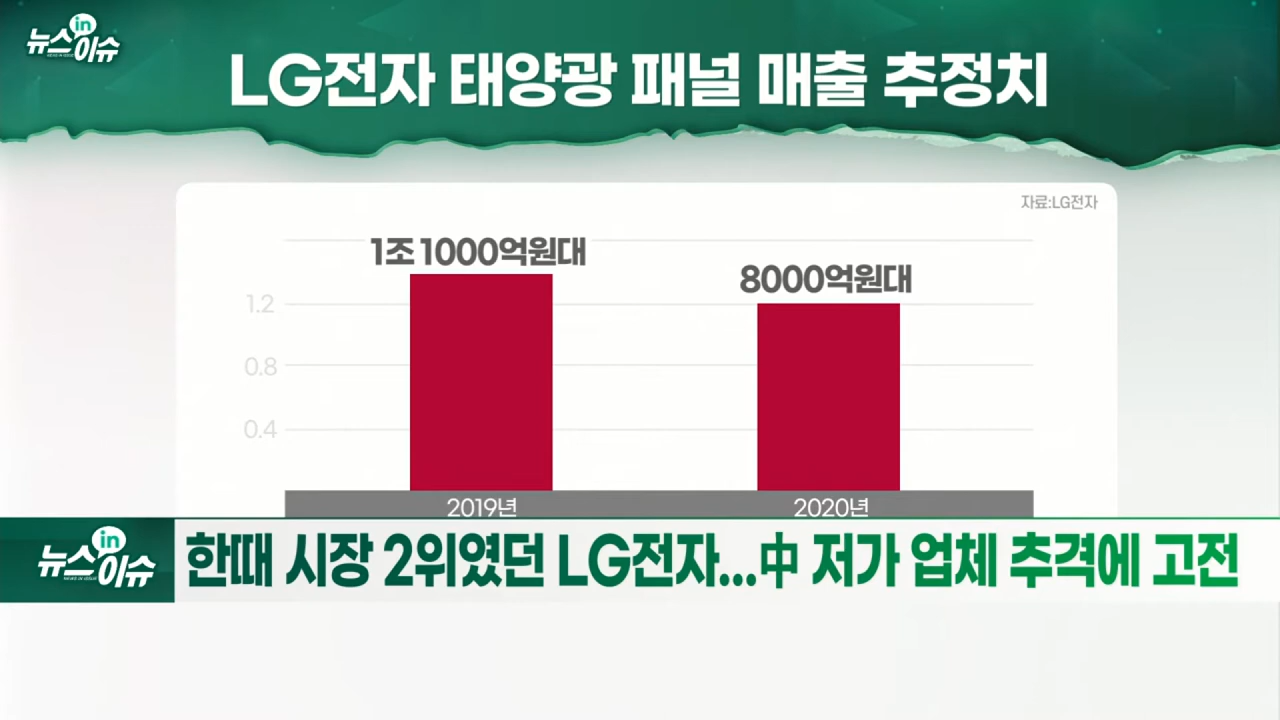 뉴스in이슈
LG전자 태양광 패널 매출 추정치
자료:LG전자
1조 1000억원대
8000억원대
1.2
0.8
0.4
2019년
2020년
뉴스in이슈
한때 시장 2위였던 LG전자...中 저가 업체 추격에 고전